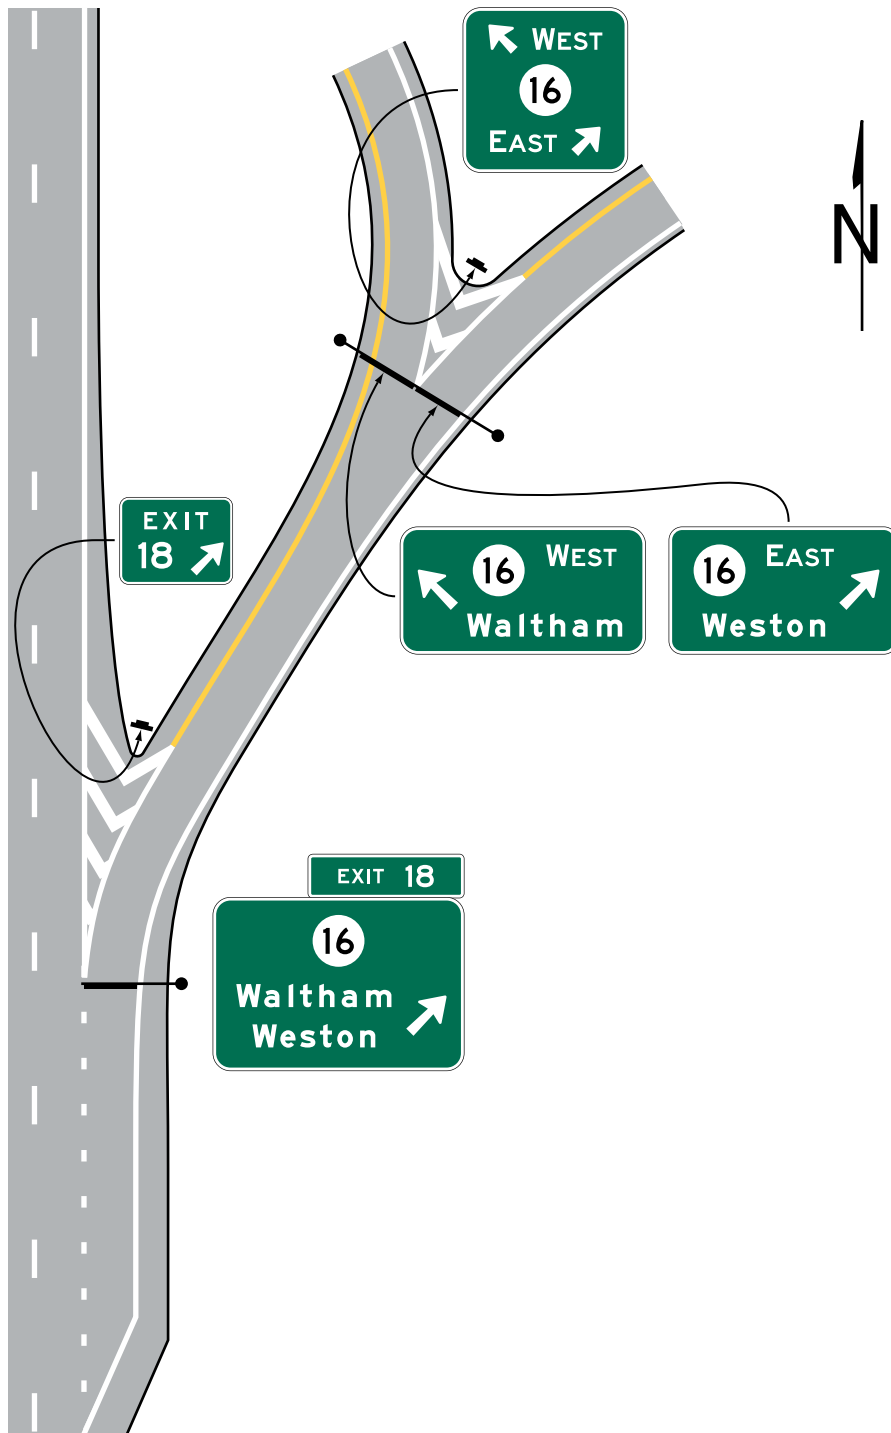 WEST
16
EAST
N
EXIT
18
16 WEST
Waltham
16 EAST
Weston
EXIT 18
16
Waltham
Weston